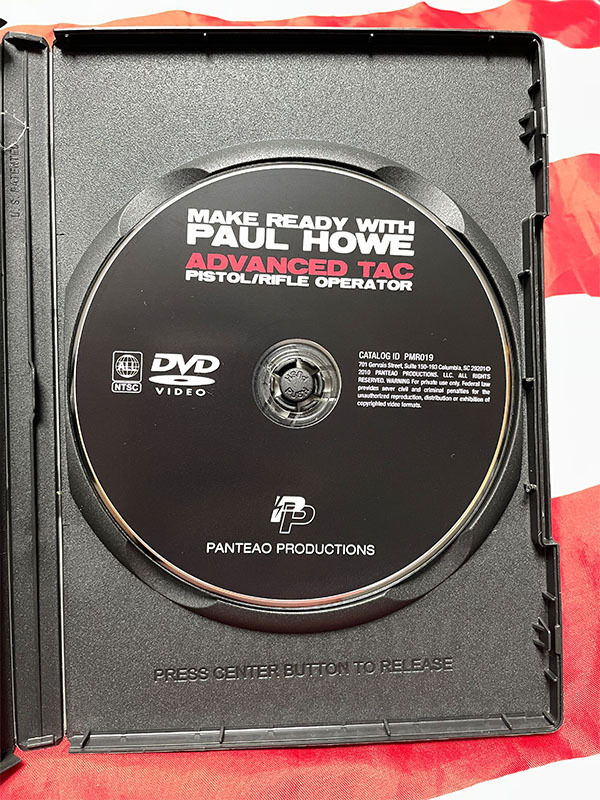 U.S. PATENTED
MAKE READY WITH
PAUL HOWE
ADVANCED TAC
PISTOL/RIFLE OPERATOR
ALL
NTSC
DVD
VIDEO
CATALOG ID PMR019
701 Gervais Street, Suite 150-193 Columbia, SC 29201©
2010 PANTEAO PRODUCTIONS, LLC. ALL RIGHTS
RESERVED. WARNING For private use only. Federal law
provides sever civil and criminal penalties for the
unauthorized reproduction, distribution or exhibition of
copyrighted video formats.
PP
PANTEAO PRODUCTIONS
PRESS CENTER BUTTON TO RELEASE